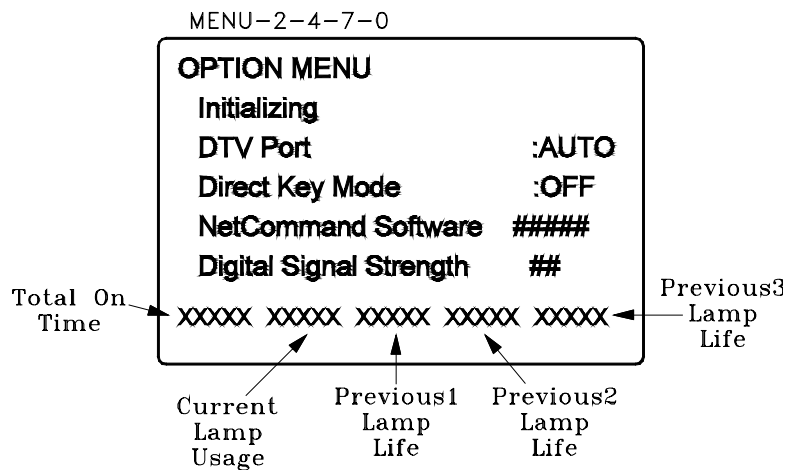 MENU-2-4-7-0
OPTION MENU
Initializing
DTV Port :AUTO
Direct Key Mode :OFF
NetCommand Software #####
Digital Signal Strength ##
Total On
Time
XXXXX XXXXX XXXXX XXXXX XXXXX
Previous3
Lamp
Life
Current
Lamp
Usage
Previous1
Lamp
Life
Previous2
Lamp
Life